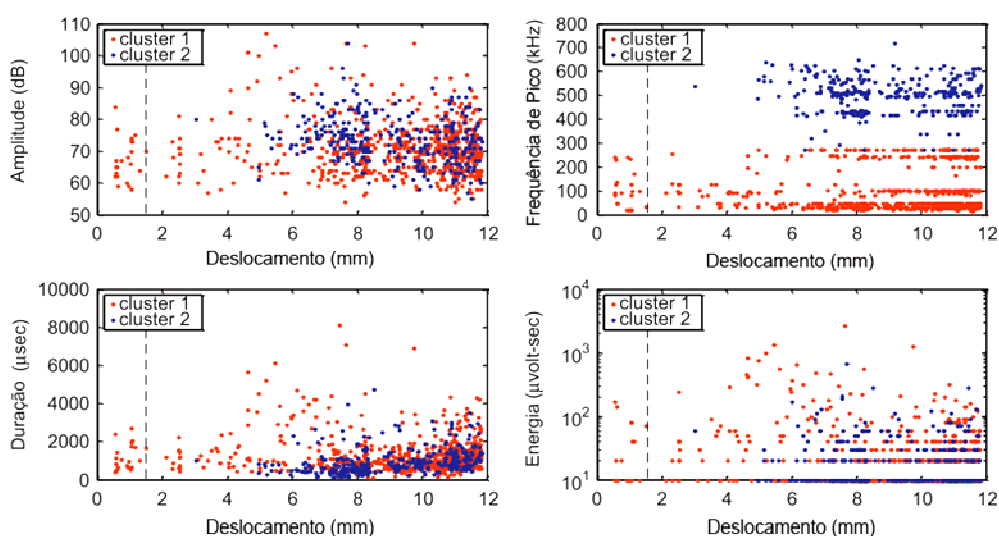 110
100
90
80
70
60
50
0 2 4 6 8 10 12
Amplitude (dB)
Deslocamento (mm)
cluster 1
cluster 2
800
700
600
500
400
300
200
100
0
0 2 4 6 8 10 12
Frequência de Pico (kHz)
Deslocamento (mm)
cluster 1
cluster 2
10000
8000
6000
4000
2000
0
0 2 4 6 8 10 12
Duração (μsec)
Deslocamento (mm)
cluster 1
cluster 2
10⁴
10³
10²
10¹
0 2 4 6 8 10 12
Energia (μvolt-sec)
Deslocamento (mm)
cluster 1
cluster 2